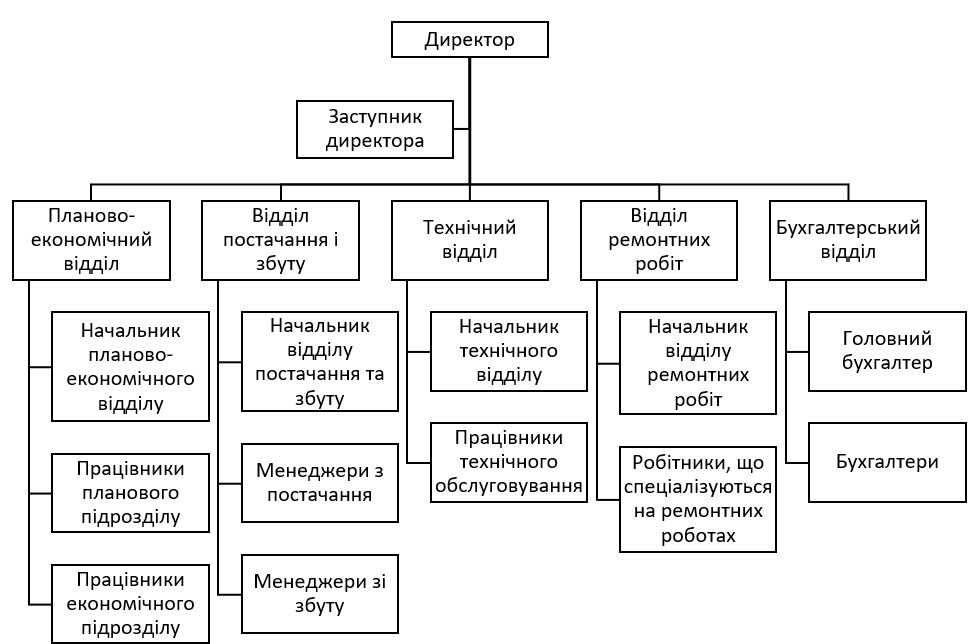 Директор
Заступник
директора
Планово-
економічний
відділ
Відділ
постачання і
збуту
Технічний
відділ
Відділ
ремонтних
робіт
Бухгалтерський
відділ
Начальник
планово-
економічного
відділу
Працівники
планового
підрозділу
Працівники
економічного
підрозділу
Начальник
відділу
постачання та
збуту
Менеджери з
постачання
Менеджери зі
збуту
Начальник
технічного
відділу
Працівники
технічного
обслуговування
Начальник
відділу
ремонтних
робіт
Робітники, що
спеціалізуються
на ремонтних
роботах
Головний
бухгалтер
Бухгалтери